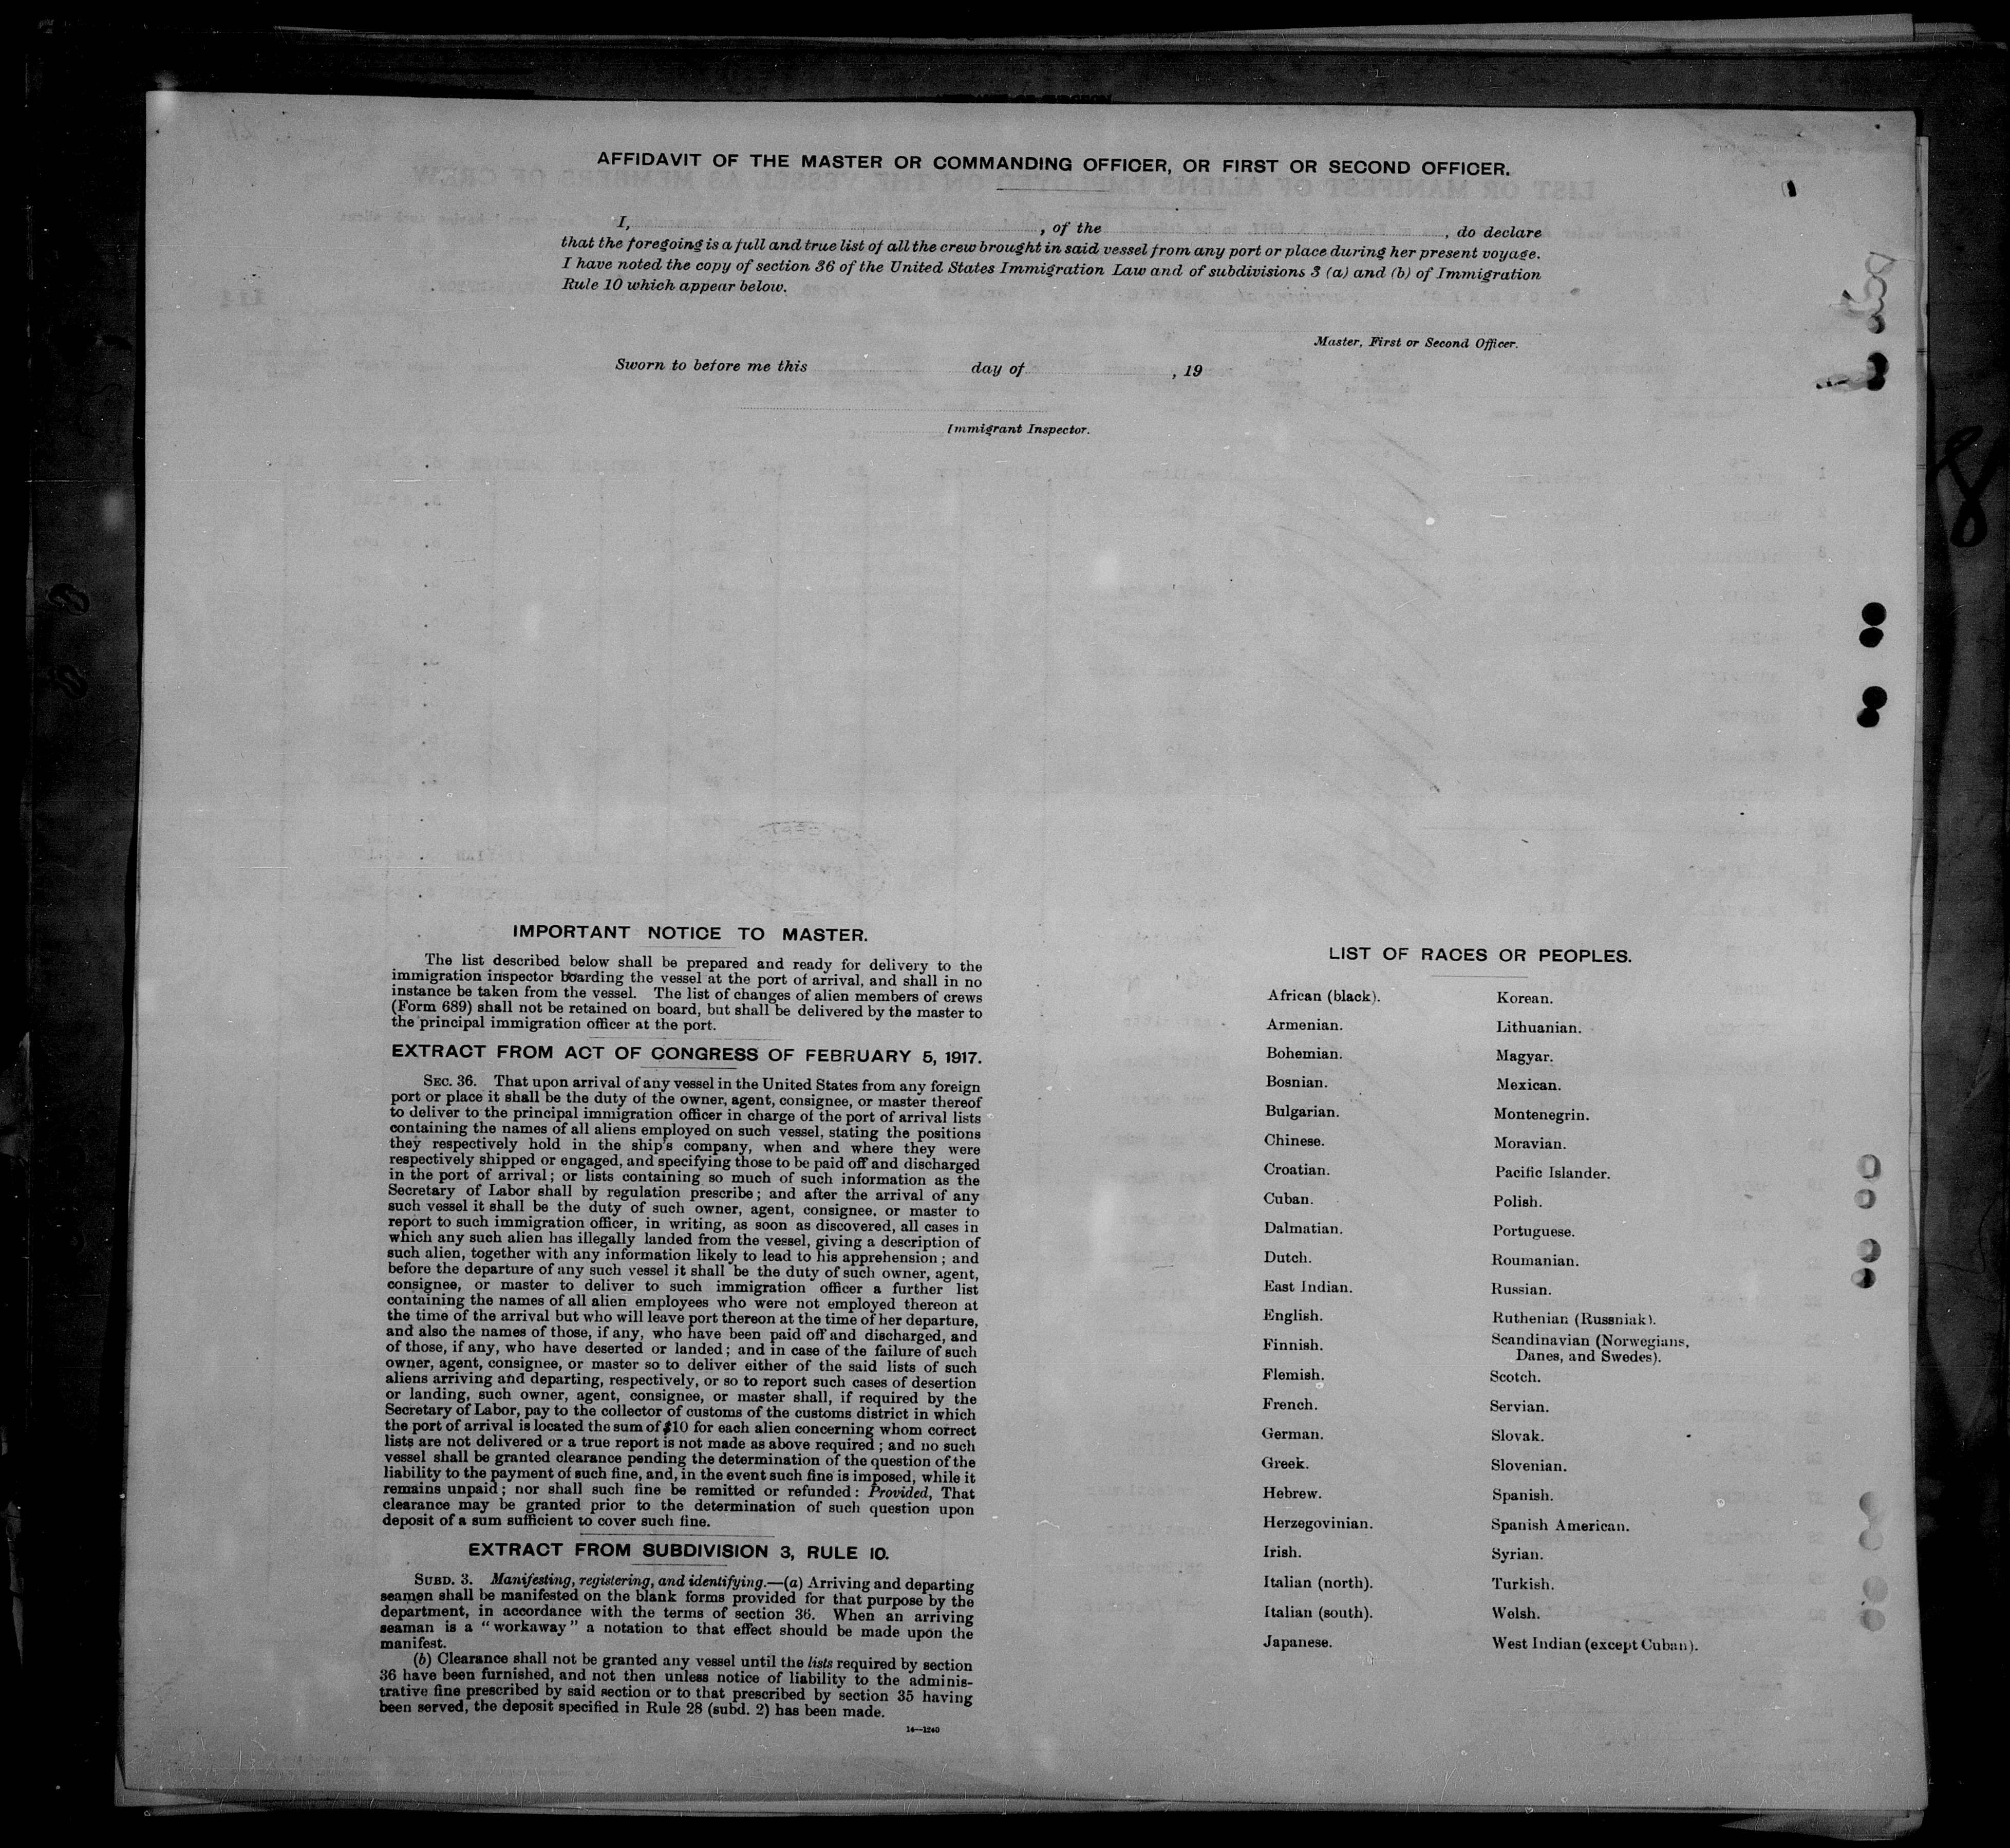 AFFIDAVIT OF THE MASTER OR COMMANDING OFFICER, OR FIRST OR SECOND OFFICER.
I, , of the , do declare
that the foregoing is a full and true list of all the crew brought in said vessel from any port or place during her present voyage.
I have noted the copy of section 36 of the United States Immigration Law and of subdivisions 3 (a) and (b) of Immigration
Rule 10 which appear below.
Master, First or Second Officer.
Sworn to before me this day of , 19
Immigrant Inspector.
8
IMPORTANT NOTICE TO MASTER.
The list described below shall be prepared and ready for delivery to the
immigration inspector boarding the vessel at the port of arrival, and shall in no
instance be taken from the vessel. The list of changes of alien members of crews
(Form 689) shall not be retained on board, but shall be delivered by the master to
the principal immigration officer at the port.
EXTRACT FROM ACT OF CONGRESS OF FEBRUARY 5, 1917.
SEC. 36. That upon arrival of any vessel in the United States from any foreign
port or place it shall be the duty of the owner, agent, consignee, or master thereof
to deliver to the principal immigration officer in charge of the port of arrival lists
containing the names of all aliens employed on such vessel, stating the positions
they respectively hold in the ship's company, when and where they were
respectively shipped or engaged, and specifying those to be paid off and discharged
in the port of arrival; or lists containing so much of such information as the
Secretary of Labor shall by regulation prescribe; and after the arrival of any
such vessel it shall be the duty of such owner, agent, consignee, or master to
report to such immigration officer, in writing, as soon as discovered, all cases in
which any such alien has illegally landed from the vessel, giving a description of
such alien, together with any information likely to lead to his apprehension; and
before the departure of any such vessel it shall be the duty of such owner, agent,
consignee, or master to deliver to such immigration officer a further list
containing the names of all alien employees who were not employed thereon at
the time of the arrival but who will leave port thereon at the time of her departure,
and also the names of those, if any, who have been paid off and discharged, and
of those, if any, who have deserted or landed; and in case of the failure of such
owner, agent, consignee, or master so to deliver either of the said lists of such
aliens arriving and departing, respectively, or so to report such cases of desertion
or landing, such owner, agent, consignee, or master shall, if required by the
Secretary of Labor, pay to the collector of customs of the customs district in which
the port of arrival is located the sum of $10 for each alien concerning whom correct
lists are not delivered or a true report is not made as above required; and no such
vessel shall be granted clearance pending the determination of the question of the
liability to the payment of such fine, and, in the event such fine is imposed, while it
remains unpaid; nor shall such fine be remitted or refunded: Provided, That
clearance may be granted prior to the determination of such question upon
deposit of a sum sufficient to cover such fine.
EXTRACT FROM SUBDIVISION 3, RULE 10.
SUBD. 3. Manifesting, registering, and identifying.—(a) Arriving and departing
seamen shall be manifested on the blank forms provided for that purpose by the
department, in accordance with the terms of section 36. When an arriving
seaman is a "workaway" a notation to that effect should be made upon the
manifest.
(b) Clearance shall not be granted any vessel until the lists required by section
36 have been furnished, and not then unless notice of liability to the adminis-
trative fine prescribed by said section or to that prescribed by section 35 having
been served, the deposit specified in Rule 28 (subd. 2) has been made.
14—1240
LIST OF RACES OR PEOPLES.
African (black).
Armenian.
Bohemian.
Bosnian.
Bulgarian.
Chinese.
Croatian.
Cuban.
Dalmatian.
Dutch.
East Indian.
English.
Finnish.
Flemish.
French.
German.
Greek.
Hebrew.
Herzegovinian.
Irish.
Italian (north).
Italian (south).
Japanese.
Korean.
Lithuanian.
Magyar.
Mexican.
Montenegrin.
Moravian.
Pacific Islander.
Polish.
Portuguese.
Roumanian.
Russian.
Ruthenian (Russniak).
Scandinavian (Norwegians,
Danes, and Swedes).
Scotch.
Servian.
Slovak.
Slovenian.
Spanish.
Spanish American.
Syrian.
Turkish.
Welsh.
West Indian (except Cuban).